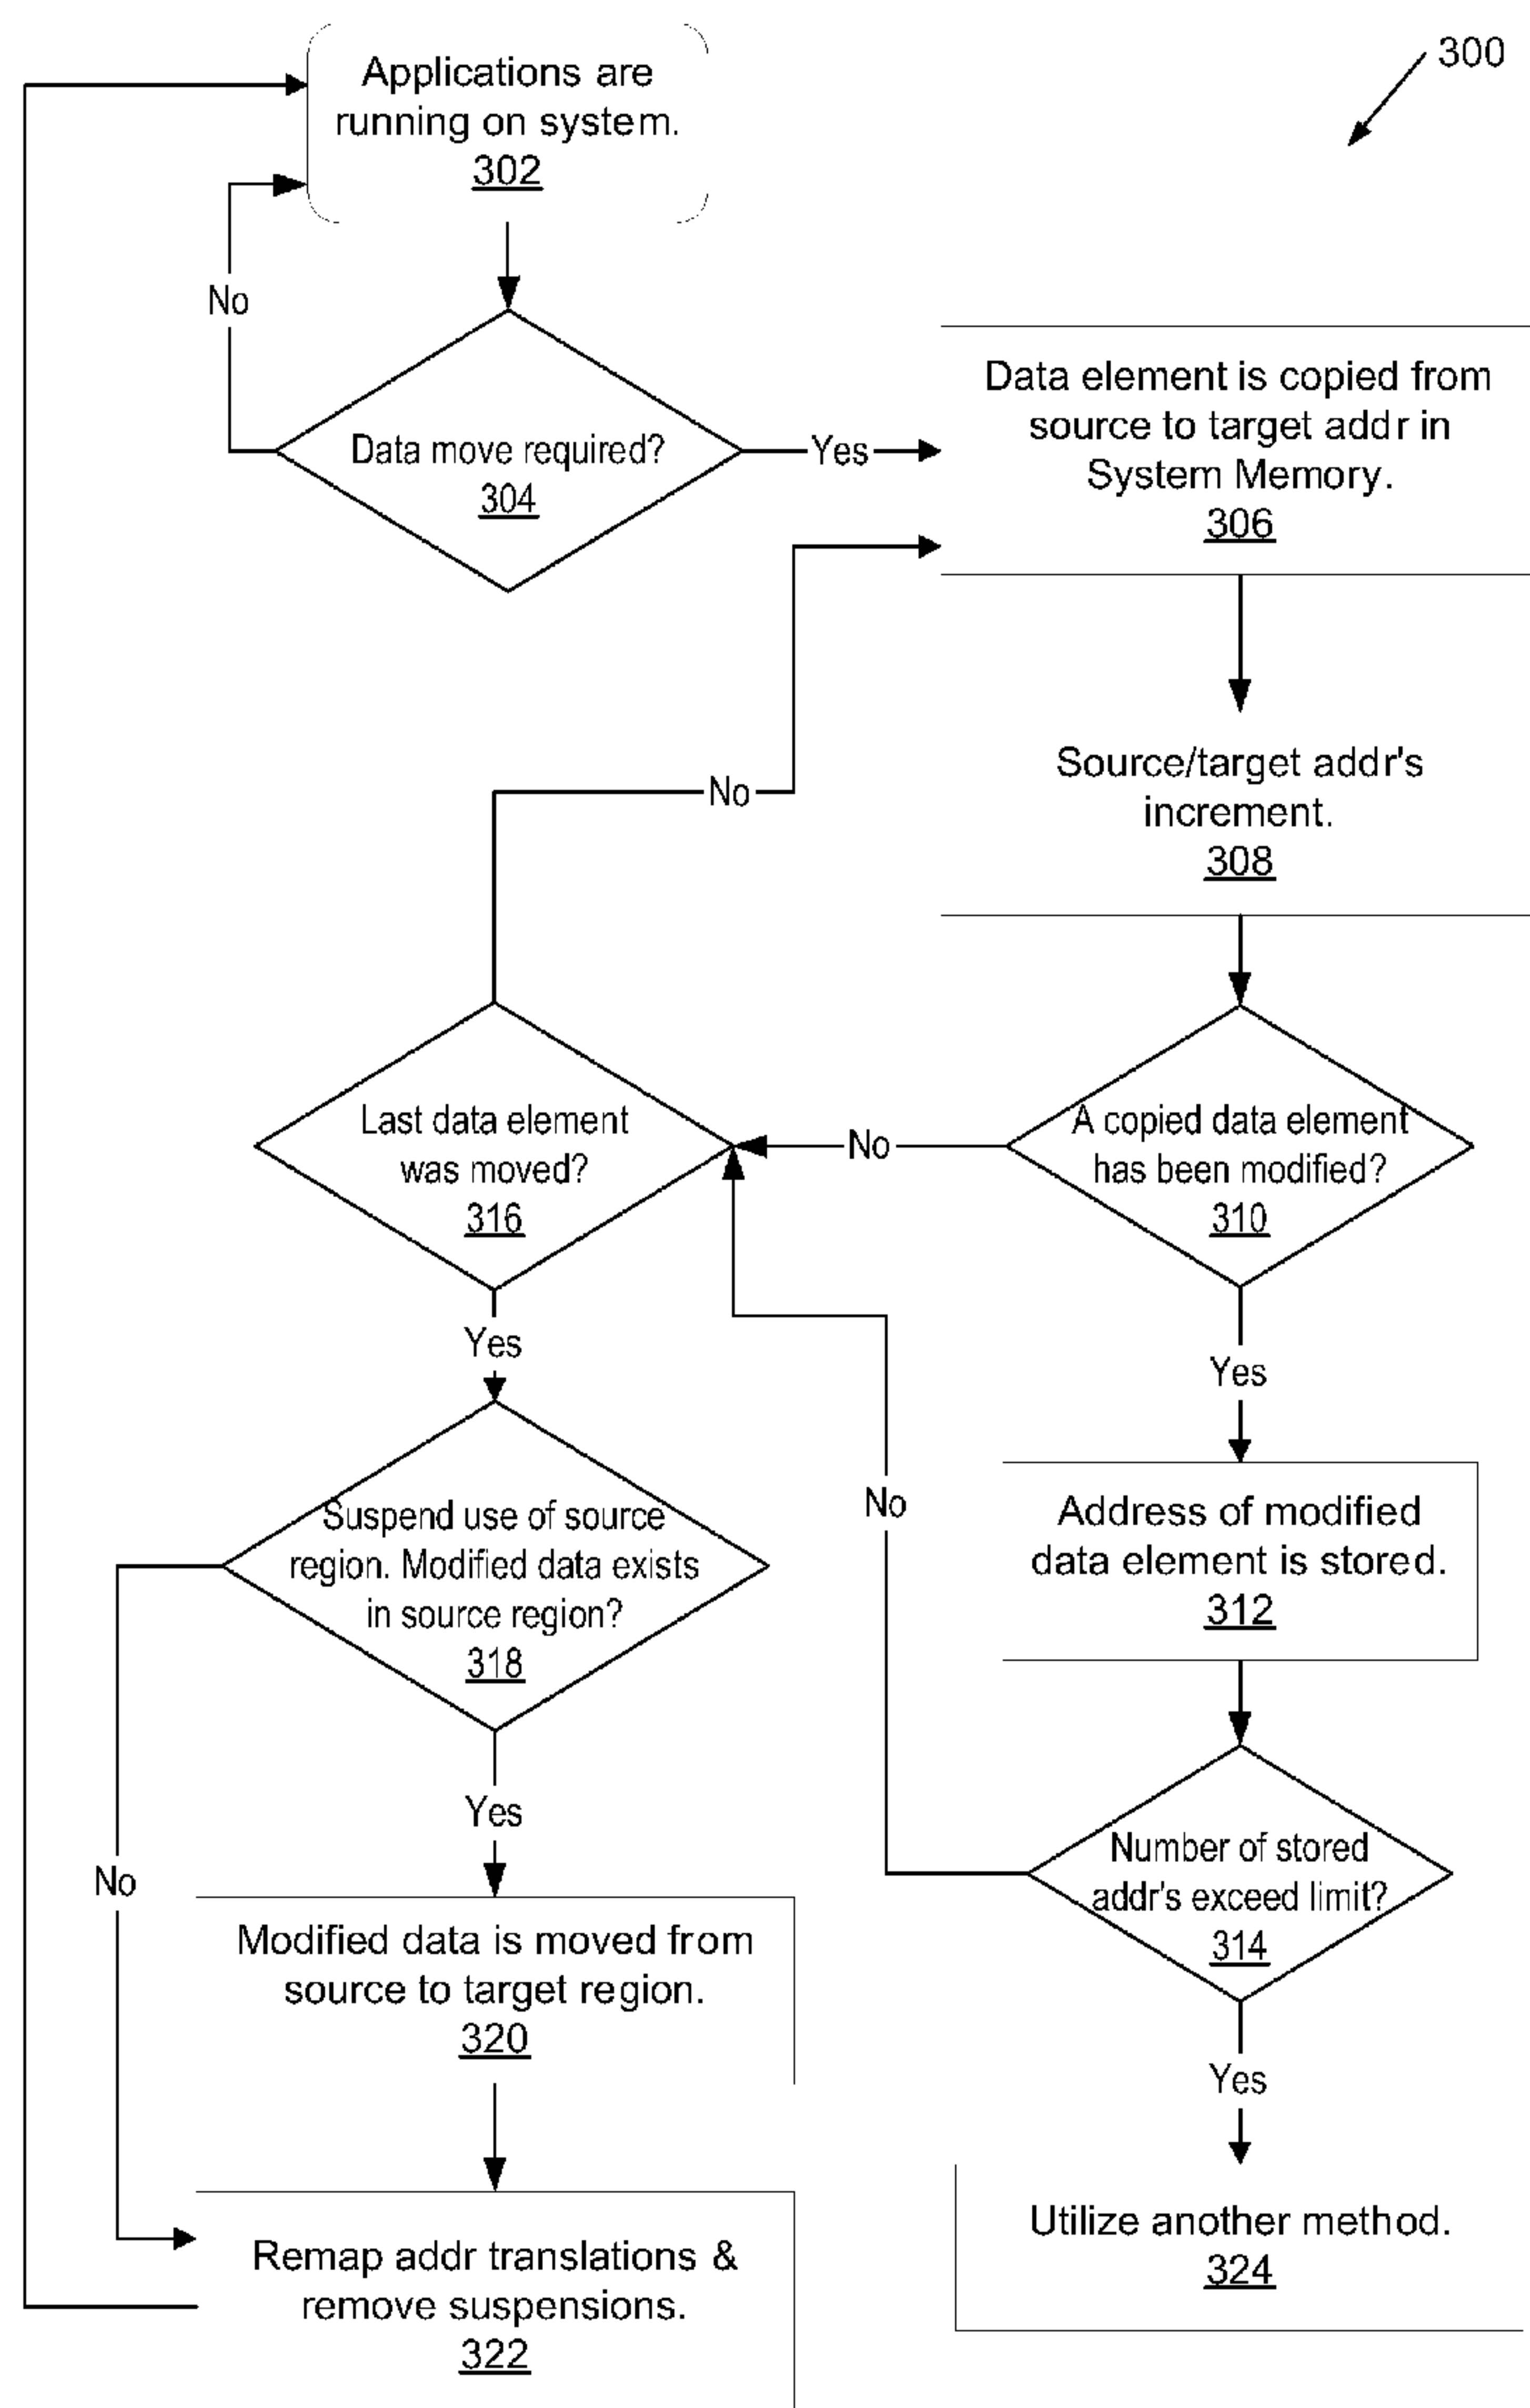 300
Applications are
running on system.
302
No
Data move required?
304
Yes
Data element is copied from
source to target addr in
System Memory.
306
Source/target addr's
increment.
308
No
A copied data element
has been modified?
310
No
Last data element
was moved?
316
Yes
Yes
Address of modified
data element is stored.
312
No
Suspend use of source
region. Modified data exists
in source region?
318
Yes
No
Number of stored
addr's exceed limit?
314
Yes
Modified data is moved from
source to target region.
320
Utilize another method.
324
Remap addr translations &
remove suspensions.
322